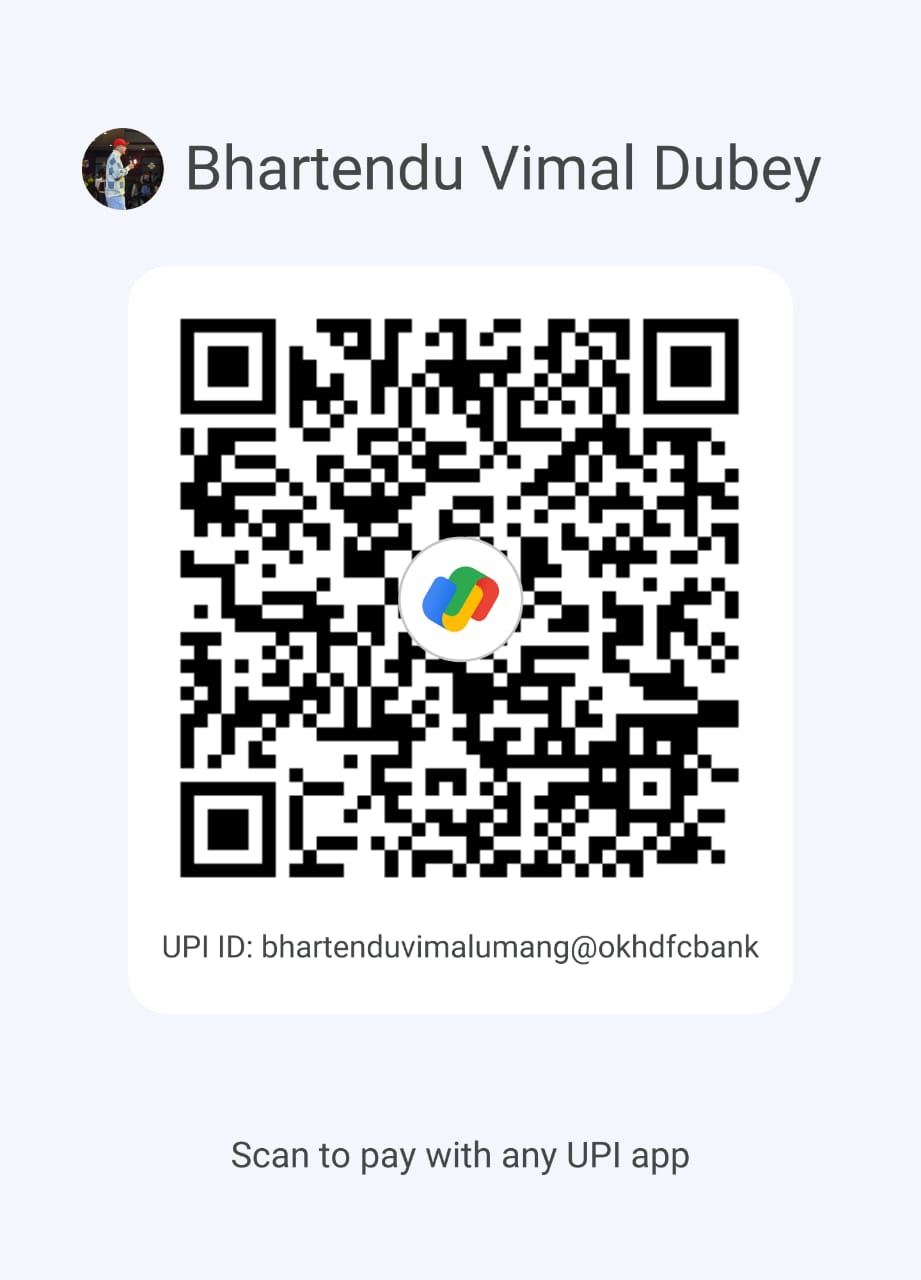 Bhartendu Vimal Dubey
UPI ID: bhartenduvimalumang@okhdfcbank
Scan to pay with any UPI app